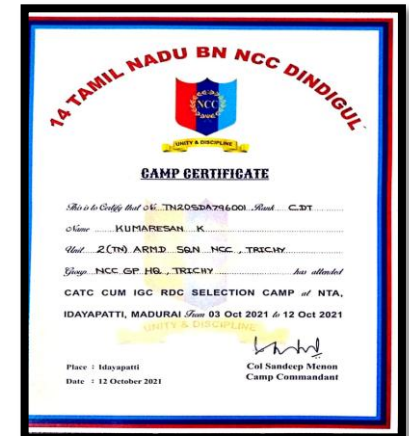 14 TAMIL NADU BN NCC DINDIGUL
NCC
UNITY & DISCIPLINE
CAMP CERTIFICATE
This is to Certify that No. TN20SDA796001 Rank CDT
Name KUMARESAN K
Unit 2(TN) ARMD SQN NCC, TRICHY
Group NCC GP HQ, TRICHY has attended
CATC CUM IGC RDC SELECTION CAMP at NTA,
IDAYAPATTI, MADURAI From 03 Oct 2021 to 12 Oct 2021
UNITY & DISCIPLINE
Place : Idayapatti
Date : 12 October 2021
Col Sandeep Menon
Camp Commandant